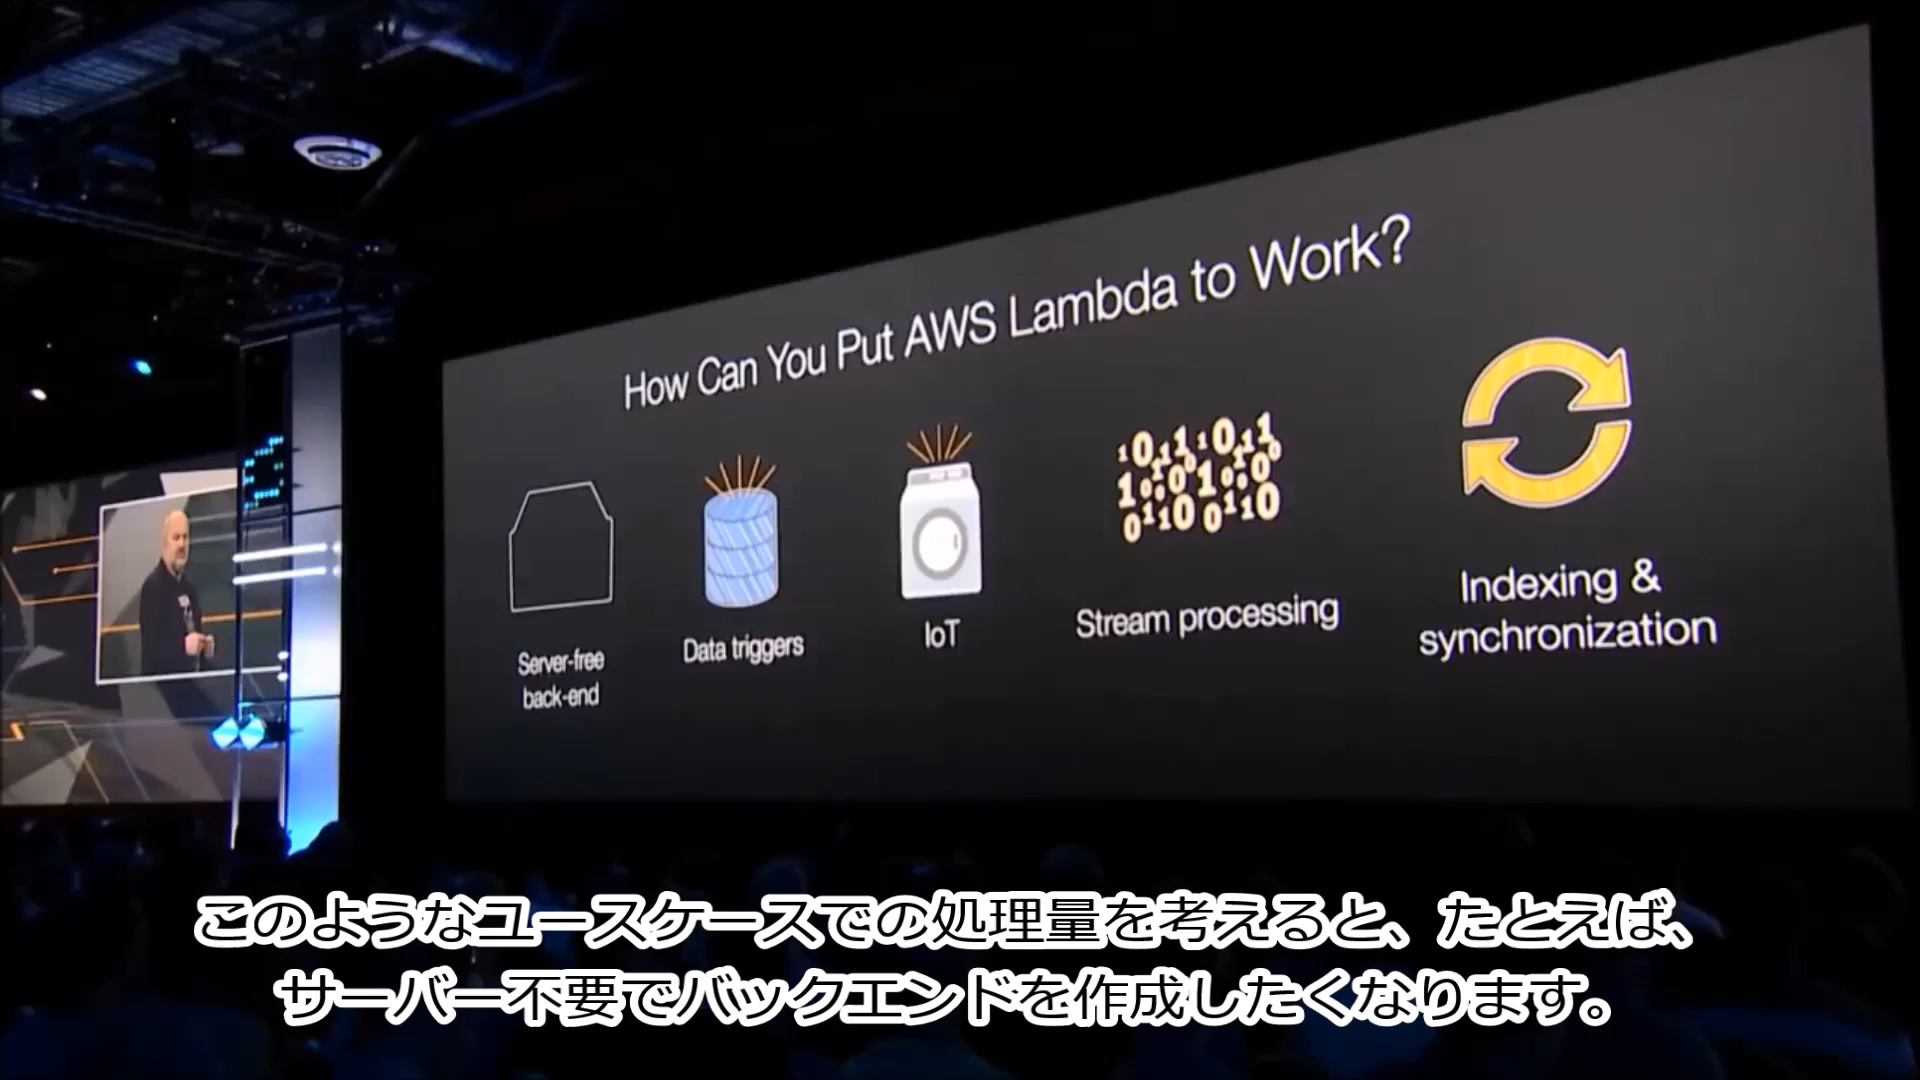 How Can You Put AWS Lambda to Work?
Server-free
back-end
Data triggers
IoT
Stream processing
Indexing &
synchronization
このようなユースケースでの処理量を考えると、たとえば、
サーバー不要でバックエンドを作成したくなります。